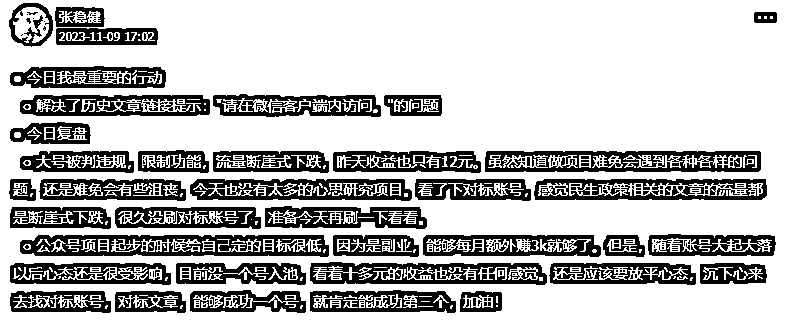 张稳健
2023-11-09 17:02
今日我最重要的行动
解决了历史文章链接提示："请在微信客户端内访问。"的问题
今日复盘
大号被判违规，限制功能，流量断崖式下跌，昨天收益也只有12元。虽然知道做项目难免会遇到各种各样的问
题，还是难免会有些沮丧，今天也没有太多的心思研究项目，看了下对标账号，感觉民生政策相关的文章的流量都
是断崖式下跌，很久没刷对标账号了，准备今天再刷一下看看。
公众号项目起步的时候给自己定的目标很低，因为是副业，能够每月额外赚3k就够了。但是，随着账号大起大落
以后心态还是很受影响，目前没一个号入池，看着十多元的收益也没有任何感觉，还是应该要放平心态，沉下心来
去找对标账号，对标文章，能够成功一个号，就肯定能成功第三个，加油！